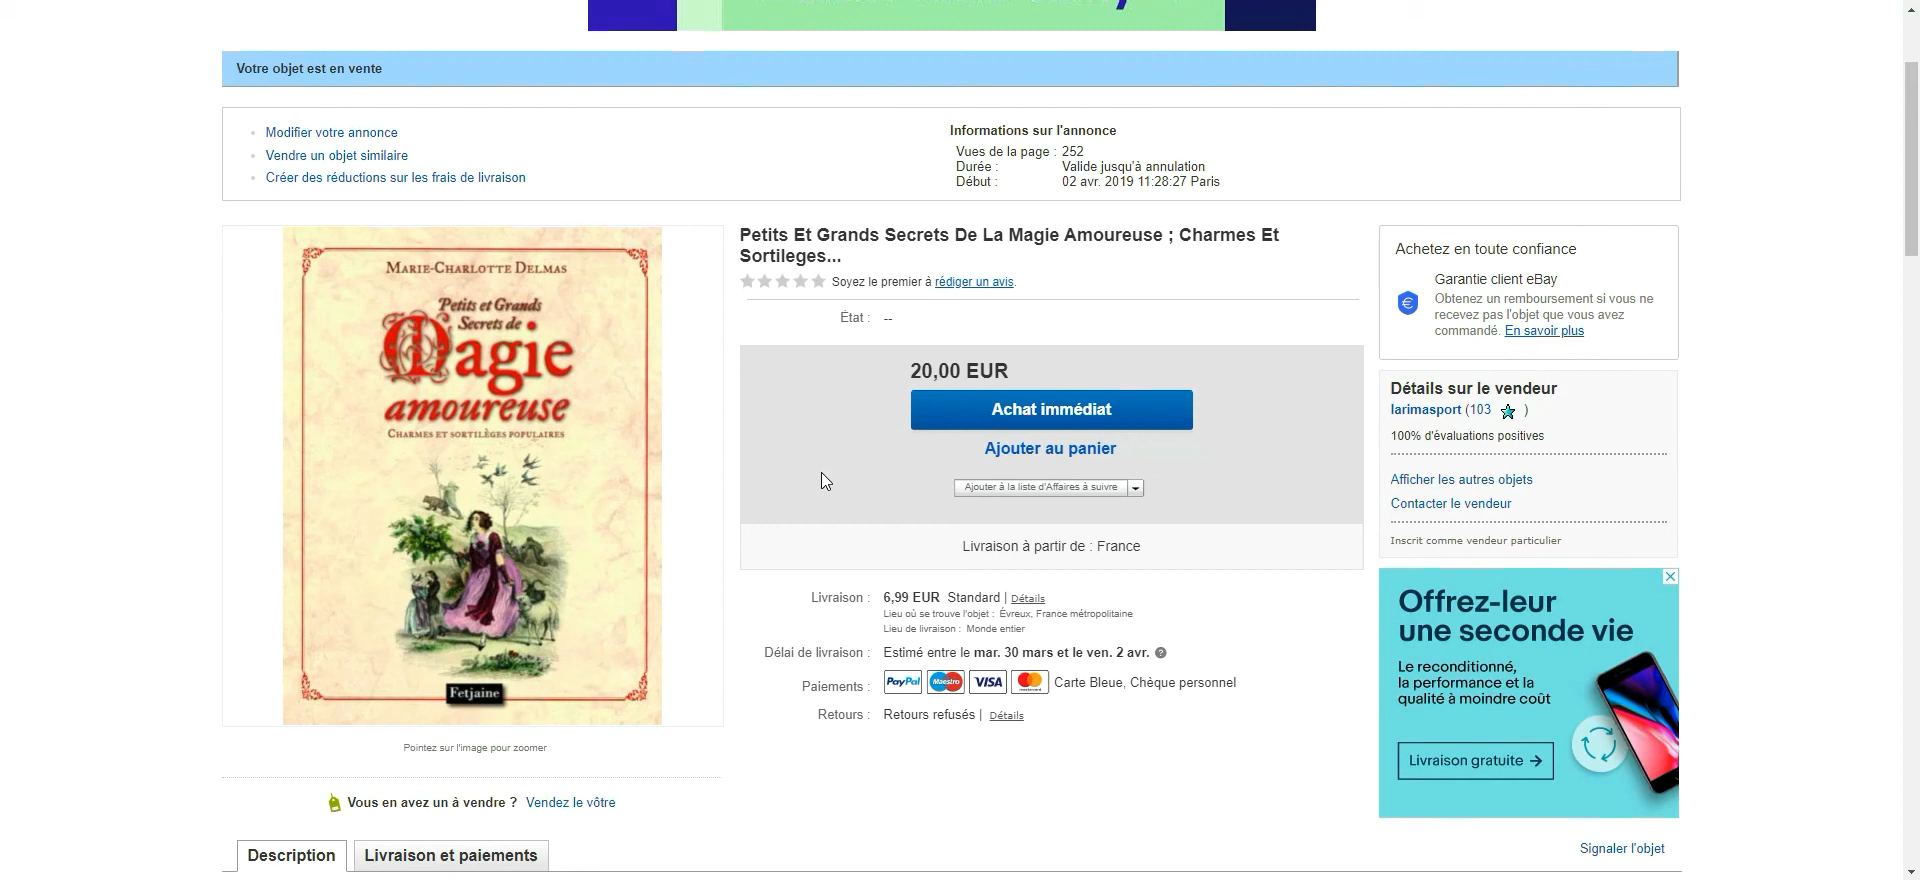 Votre objet est en vente
Modifier votre annonce
Vendre un objet similaire
Créer des réductions sur les frais de livraison
Informations sur l'annonce
Vues de la page : 252
Durée : Valide jusqu'à annulation
Début : 02 avr. 2019 11:28:27 Paris
MARIE-CHARLOTTE DELMAS
Petits et Grands
Secrets de
Magie
amoureuse
CHARMES ET SORTILÈGES POPULAIRES
Fetjaine
Pointez sur l'image pour zoomer
Vous en avez un à vendre ? Vendez le vôtre
Petits Et Grands Secrets De La Magie Amoureuse ; Charmes Et
Sortileges...
Soyez le premier à rédiger un avis.
État : --
20,00 EUR
Achat immédiat
Ajouter au panier
Ajouter à la liste d'Affaires à suivre
Livraison à partir de : France
Livraison : 6,99 EUR Standard | Détails
Lieu où se trouve l'objet : Évreux, France métropolitaine
Lieu de livraison : Monde entier
Délai de livraison : Estimé entre le mar. 30 mars et le ven. 2 avr. ?
Paiements : PayPal Maestro VISA mastercard Carte Bleue, Chèque personnel
Retours : Retours refusés | Détails
Achetez en toute confiance
Garantie client eBay
Obtenez un remboursement si vous ne
recevez pas l'objet que vous avez
commandé. En savoir plus
Détails sur le vendeur
larimasport (103 )
100% d'évaluations positives
Afficher les autres objets
Contacter le vendeur
Inscrit comme vendeur particulier
Offrez-leur
une seconde vie
Le reconditionné,
la performance et la
qualité à moindre coût
Livraison gratuite →
Description
Livraison et paiements
Signaler l'objet